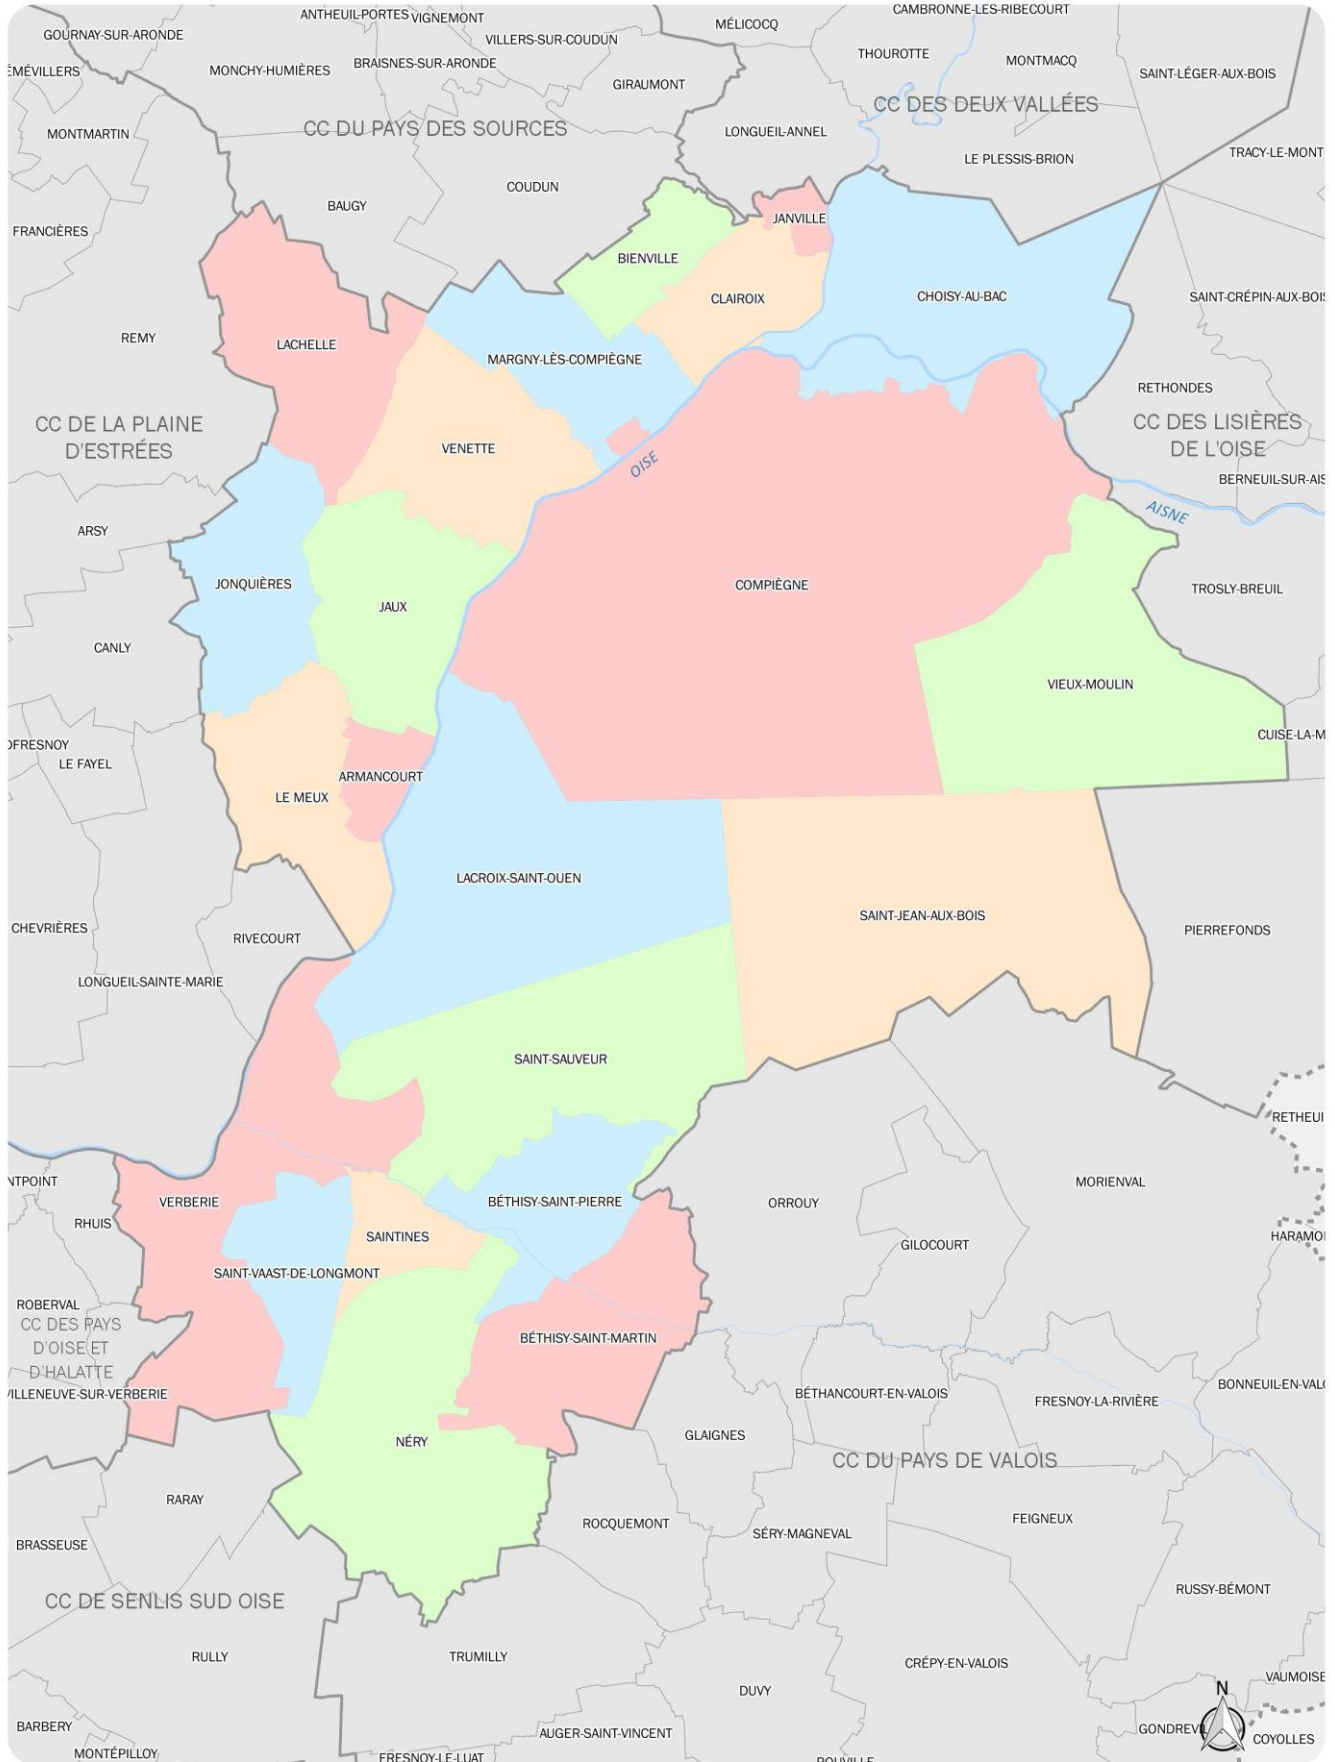 CAMBRONNE-LES-RIBECOURT
ANTHEUIL-PORTES
VIGNEMONT
MÉLICOCQ
GOURNAY-SUR-ARONDE
VILLERS-SUR-COUDUN
THOUROTTE
MONTMACQ
BRAISNES-SUR-ARONDE
ÉMÉVILLERS
MONCHY-HUMIÈRES
SAINT-LÉGER-AUX-BOIS
GIRAUMONT
CC DES DEUX VALLÉES
CC DU PAYS DES SOURCES
MONTMARTIN
LONGUEIL-ANNEL
TRACY-LE-MONT
LE PLESSIS-BRION
COUDUN
BAUGY
JANVILLE
FRANCIÈRES
BIENVILLE
CLAIROIX
CHOISY-AU-BAC
SAINT-CRÉPIN-AUX-BOIS
REMY
LACHELLE
MARGNY-LÈS-COMPIÈGNE
RETHONDES
CC DE LA PLAINE
D'ESTRÉES
CC DES LISIÈRES
DE L'OISE
VENETTE
OISE
BERNEUIL-SUR-AIS
AISNE
ARSY
JONQUIÈRES
COMPIÈGNE
TROSLY-BREUIL
JAUX
CANLY
VIEUX-MOULIN
CUISE-LA-M
OFRESNOY
LE FAYEL
ARMANCOURT
LE MEUX
LACROIX-SAINT-OUEN
SAINT-JEAN-AUX-BOIS
CHEVRIÈRES
PIERREFONDS
RIVECOURT
LONGUEIL-SAINTE-MARIE
SAINT-SAUVEUR
RETHEUI
NTPOINT
MORIENVAL
VERBERIE
BÉTHISY-SAINT-PIERRE
ORROUY
RHUIS
SAINTINES
HARAMO
GILOCOURT
SAINT-VAAST-DE-LONGMONT
ROBERVAL
CC DES PAYS
D'OISE ET
D'HALATTE
BÉTHISY-SAINT-MARTIN
BONNEUIL-EN-VALO
VILLENEUVE-SUR-VERBERIE
BÉTHANCOURT-EN-VALOIS
FRESNOY-LA-RIVIÈRE
GLAIGNES
NÉRY
CC DU PAYS DE VALOIS
RARAY
FEIGNEUX
ROCQUEMONT
SÉRY-MAGNEVAL
BRASSEUSE
RUSSY-BÉMONT
CC DE SENLIS SUD OISE
RULLY
TRUMILLY
CRÉPY-EN-VALOIS
VAUMOISE
DUVY
N
BARBERY
GONDREVIL
AUGER-SAINT-VINCENT
COYOLLES
MONTÉPILLOY
FRESNOY-LE-LUAT
ROUVILLE